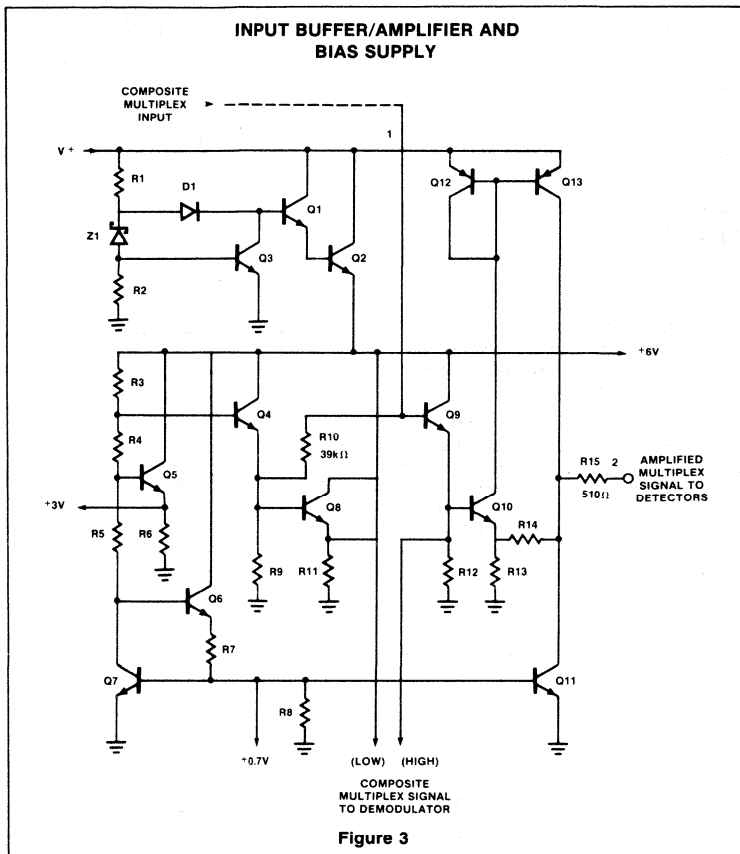 INPUT BUFFER/AMPLIFIER AND
BIAS SUPPLY
COMPOSITE
MULTIPLEX
INPUT
1
V+
R1
D1
Q1
Q12
Q13
Z1
Q3
Q2
R2
+6V
R3
Q4
Q9
R4
R10
39kΩ
R15
2
AMPLIFIED
MULTIPLEX
SIGNAL TO
DETECTORS
510Ω
Q5
Q8
Q10
+3V
R14
R5
R6
R9
R11
R12
R13
Q6
R7
Q7
R8
Q11
+0.7V
(LOW)
(HIGH)
COMPOSITE
MULTIPLEX SIGNAL
TO DEMODULATOR
Figure 3